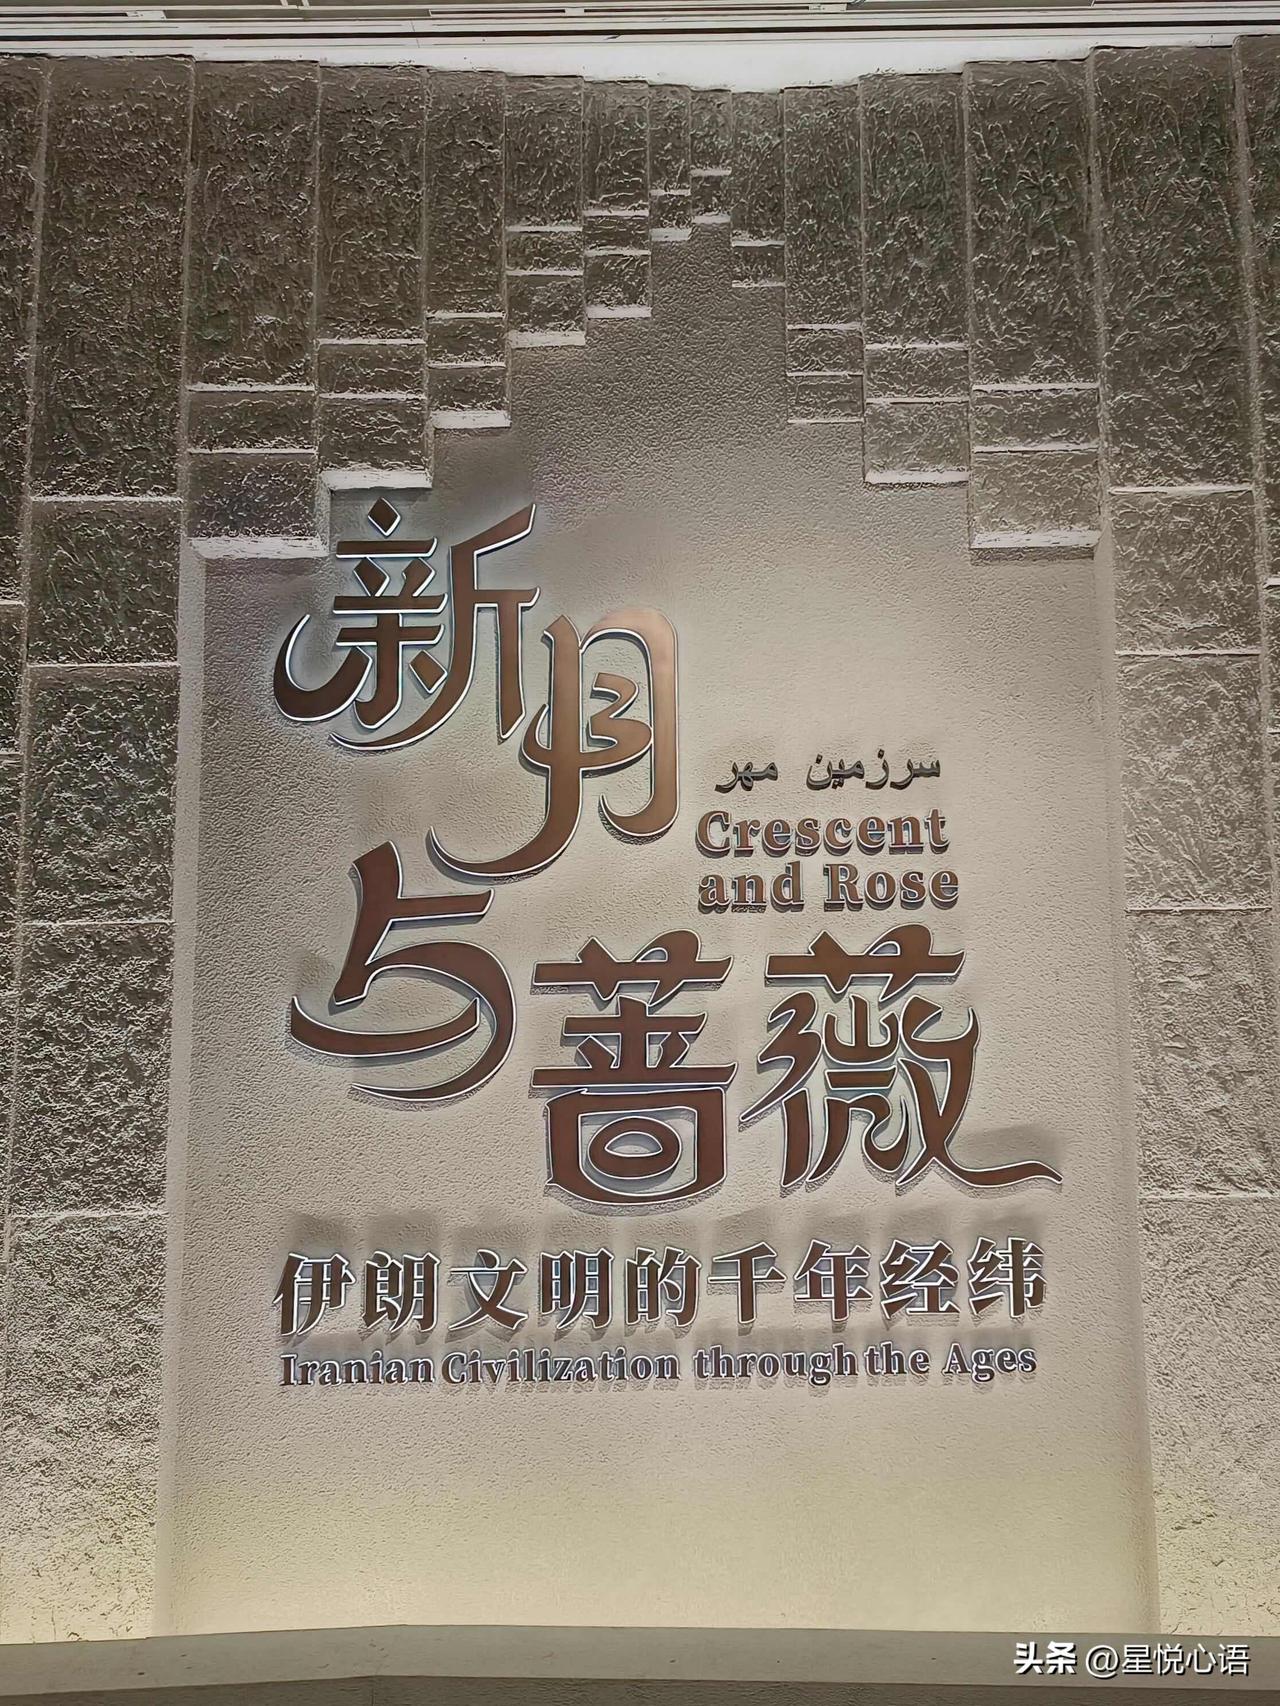 新月
سرزمین مهر
Crescent
and Rose
与蔷薇
伊朗文明的千年经纬
Iranian Civilization through the Ages
头条 @星悦心语